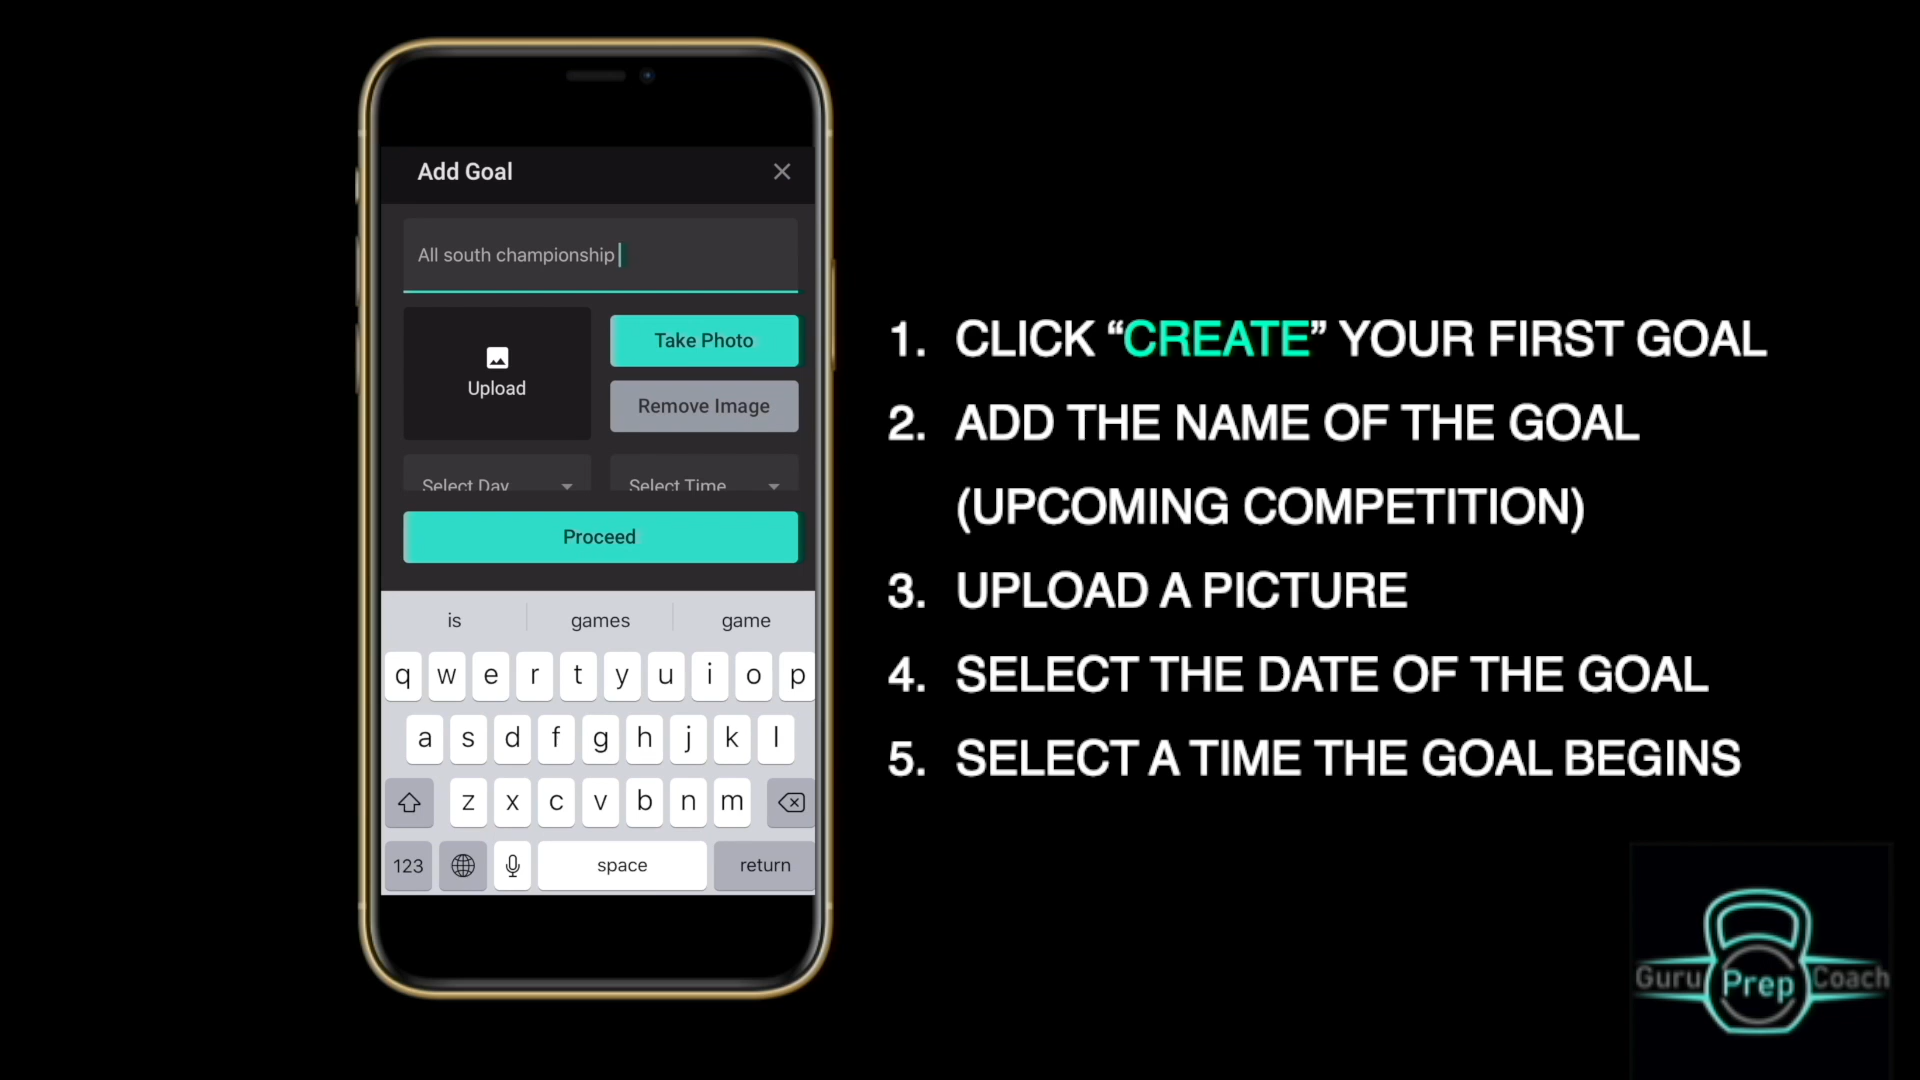 Add Goal
All south championship
Take Photo
Upload
Remove Image
Select Day
Select Time
Proceed
is games game
q w e r t y u i o p
a s d f g h j k l
z x c v b n m
123 space return
1. CLICK “CREATE” YOUR FIRST GOAL
2. ADD THE NAME OF THE GOAL
(UPCOMING COMPETITION)
3. UPLOAD A PICTURE
4. SELECT THE DATE OF THE GOAL
5. SELECT A TIME THE GOAL BEGINS
Guru Prep Coach